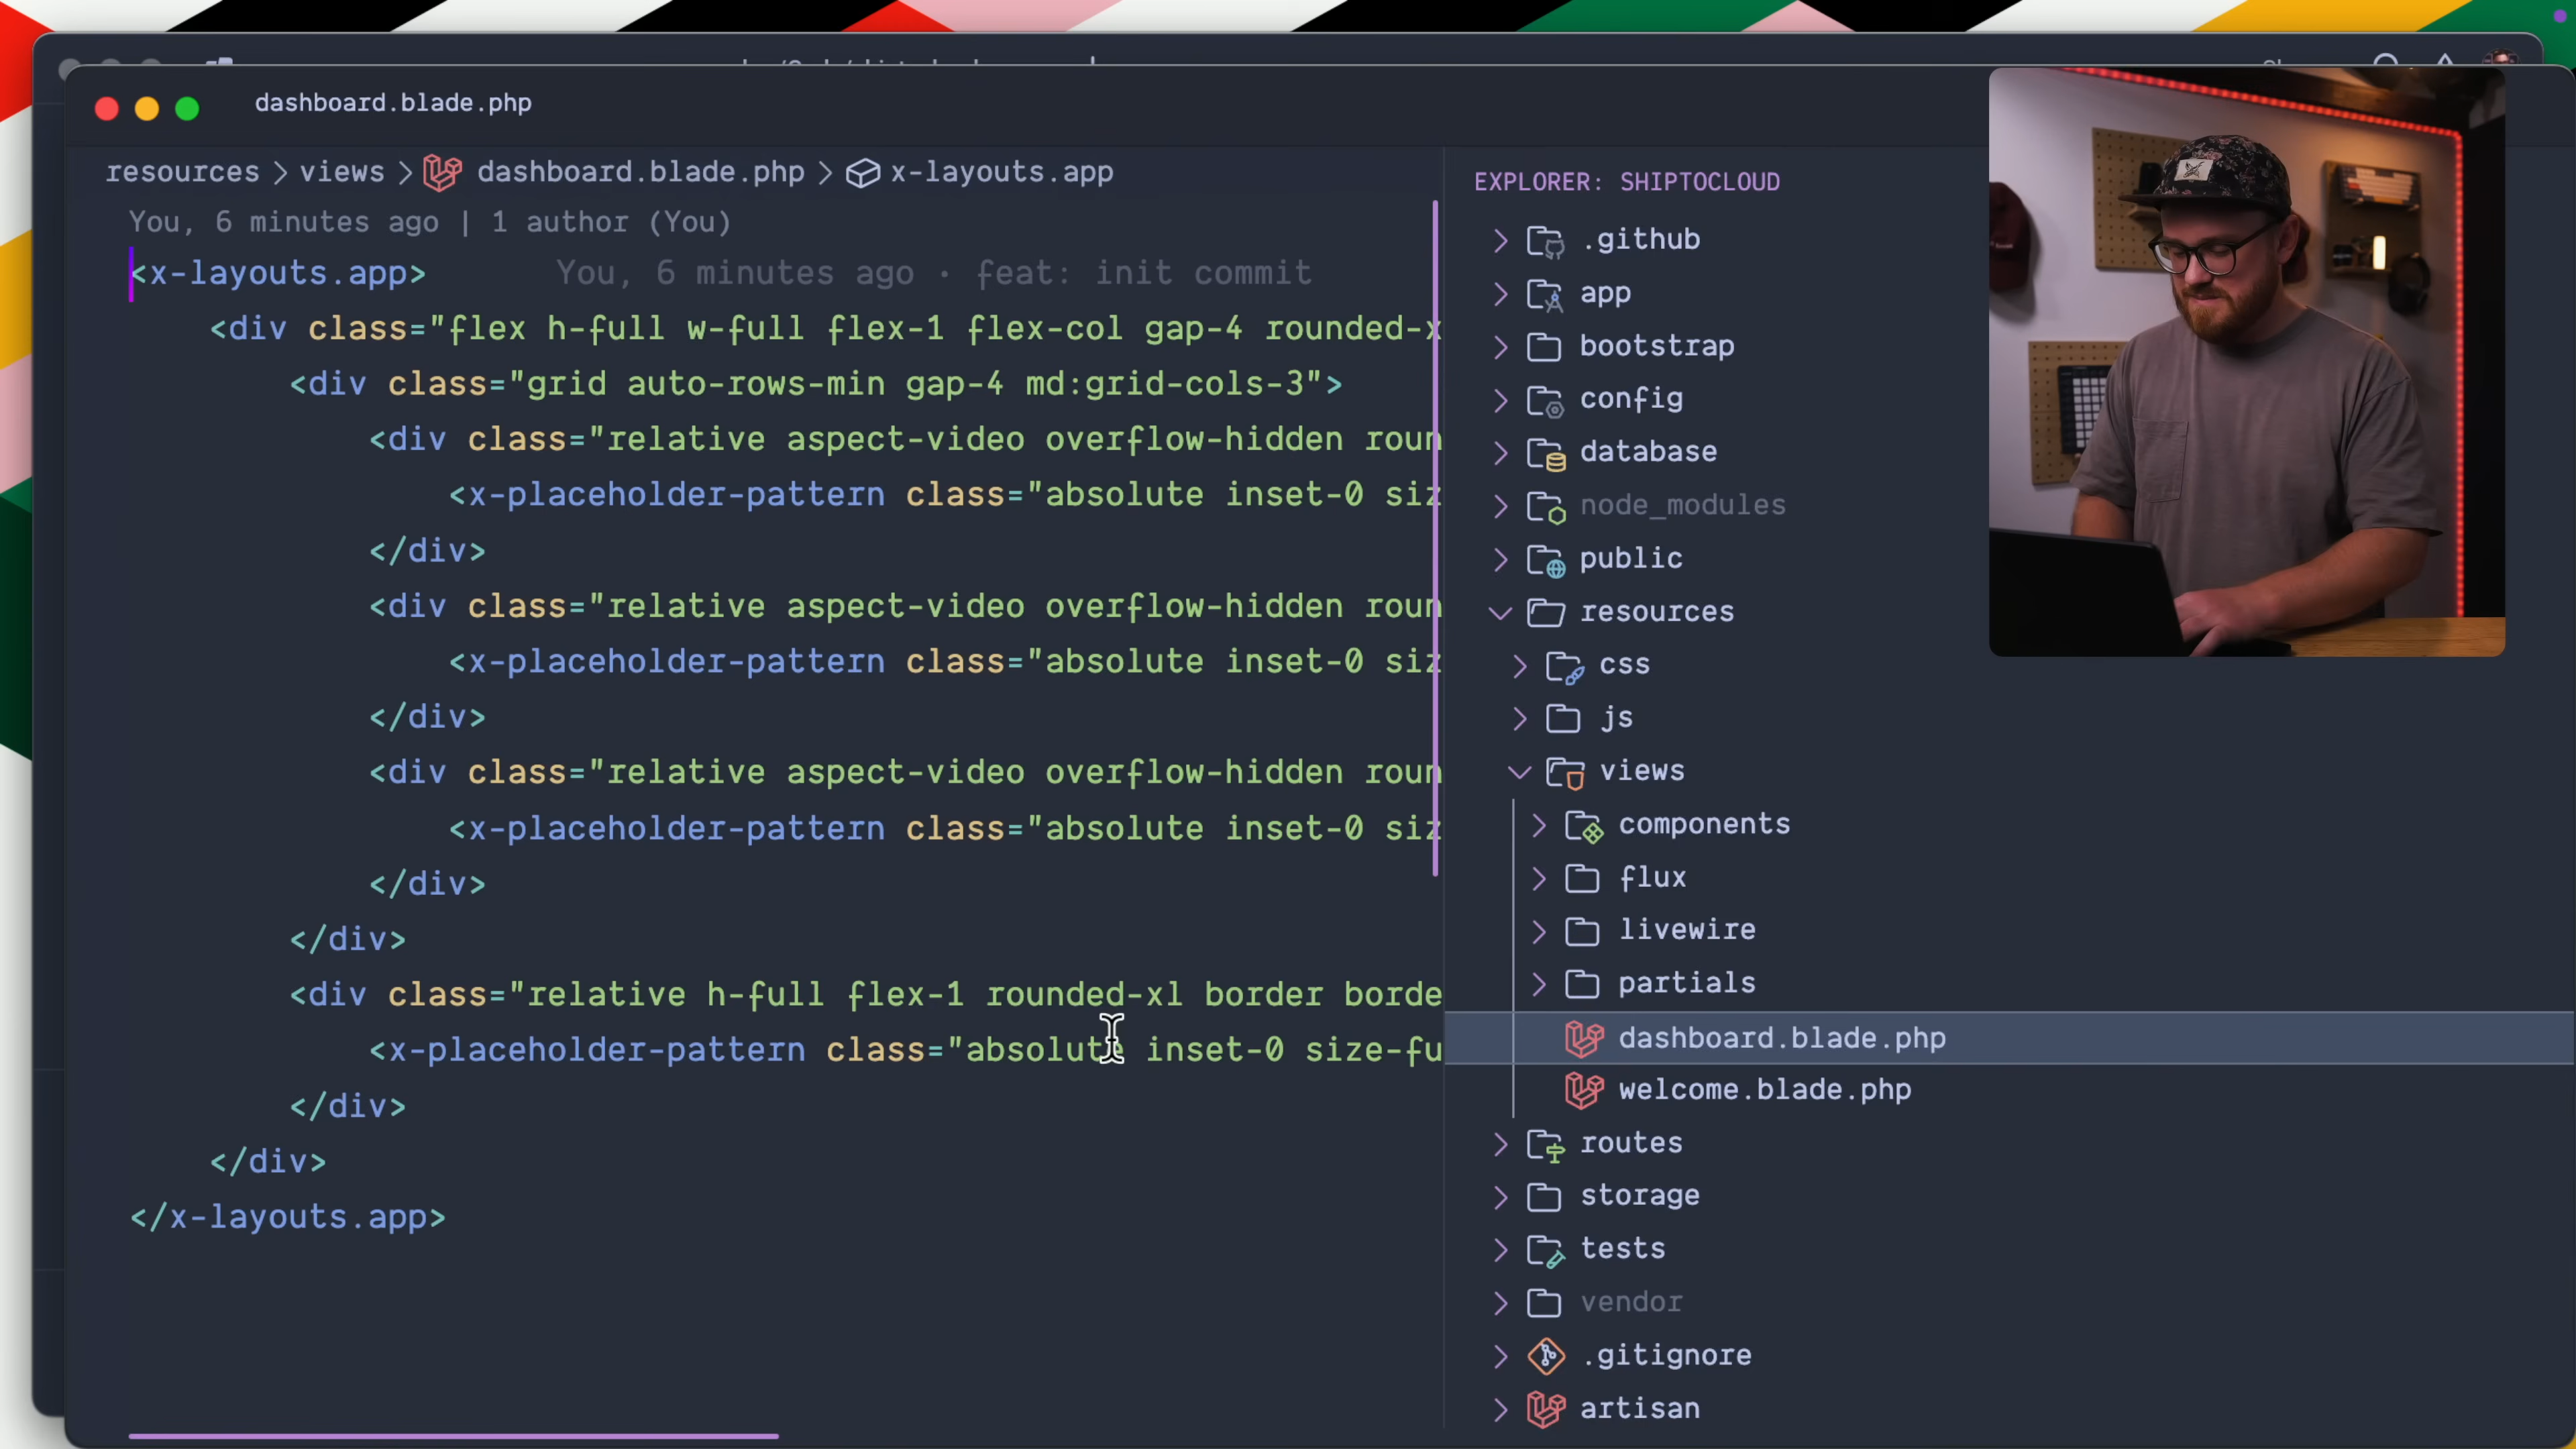 dashboard.blade.php
resources > views > dashboard.blade.php > x-layouts.app
You, 6 minutes ago | 1 author (You)
<x-layouts.app> You, 6 minutes ago · feat: init commit
<div class="flex h-full w-full flex-1 flex-col gap-4 rounded-x
<div class="grid auto-rows-min gap-4 md:grid-cols-3">
<div class="relative aspect-video overflow-hidden roun
<x-placeholder-pattern class="absolute inset-0 siz
</div>
<div class="relative aspect-video overflow-hidden roun
<x-placeholder-pattern class="absolute inset-0 siz
</div>
<div class="relative aspect-video overflow-hidden roun
<x-placeholder-pattern class="absolute inset-0 siz
</div>
</div>
<div class="relative h-full flex-1 rounded-xl border borde
<x-placeholder-pattern class="absolute inset-0 size-fu
</div>
</div>
</x-layouts.app>
EXPLORER: SHIPTOCLOUD
.github
app
bootstrap
config
database
node_modules
public
resources
css
js
views
components
flux
livewire
partials
dashboard.blade.php
welcome.blade.php
routes
storage
tests
vendor
.gitignore
artisan